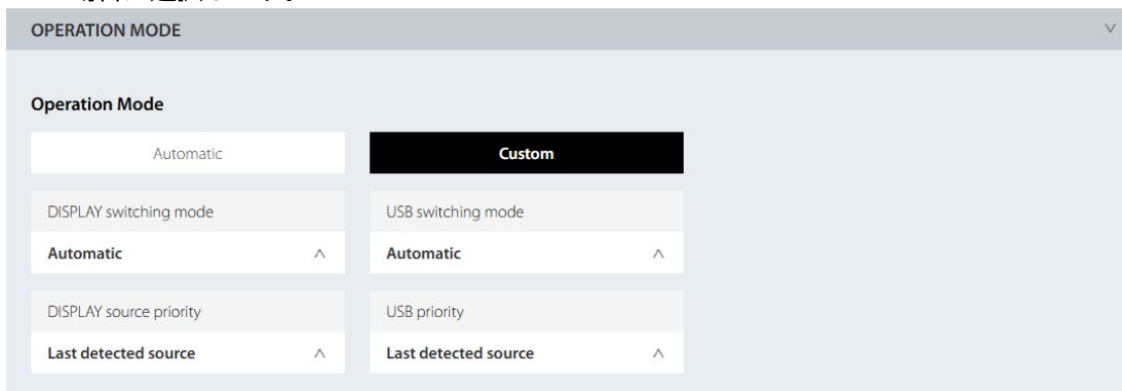 OPERATION MODE
Operation Mode
Automatic Custom
DISPLAY switching mode USB switching mode
Automatic Automatic
DISPLAY source priority USB priority
Last detected source Last detected source